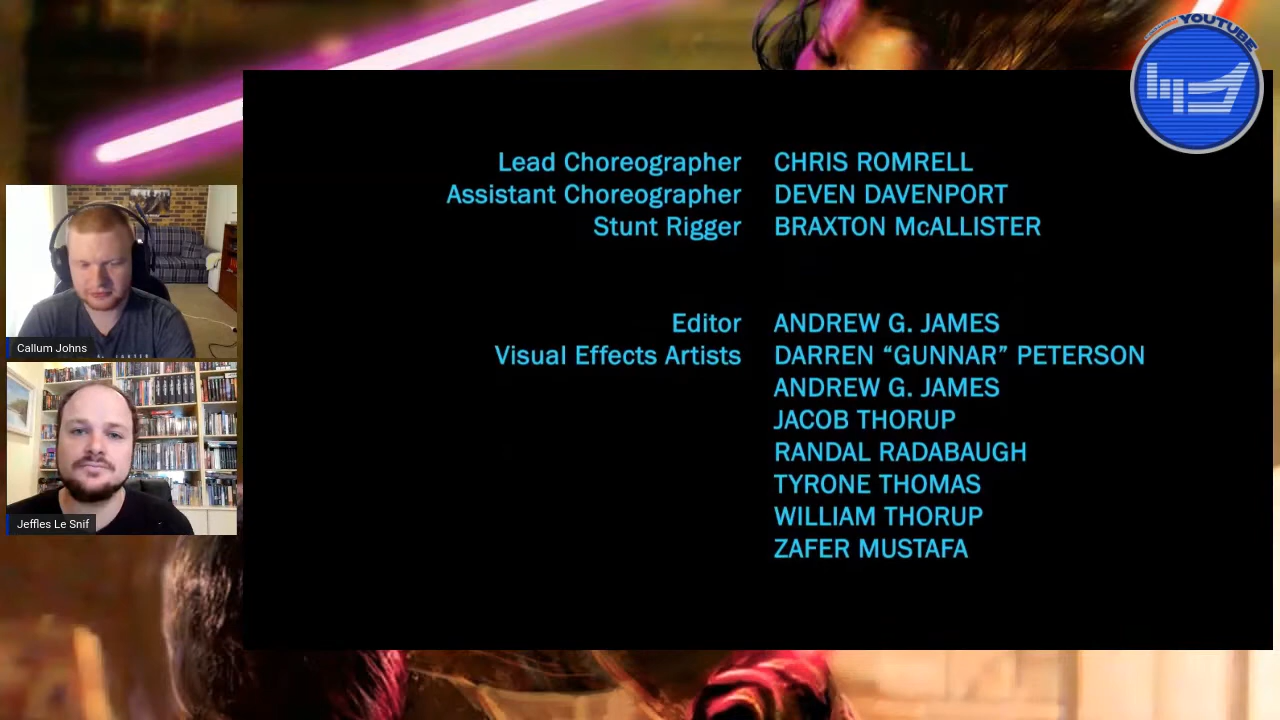 YOUTUBE
Lead Choreographer CHRIS ROMRELL
Assistant Choreographer DEVEN DAVENPORT
Stunt Rigger BRAXTON McALLISTER
Editor ANDREW G. JAMES
Visual Effects Artists DARREN “GUNNAR” PETERSON
ANDREW G. JAMES
JACOB THORUP
RANDAL RADABAUGH
TYRONE THOMAS
WILLIAM THORUP
ZAFER MUSTAFA
Callum Johns
Jeffles Le Snif